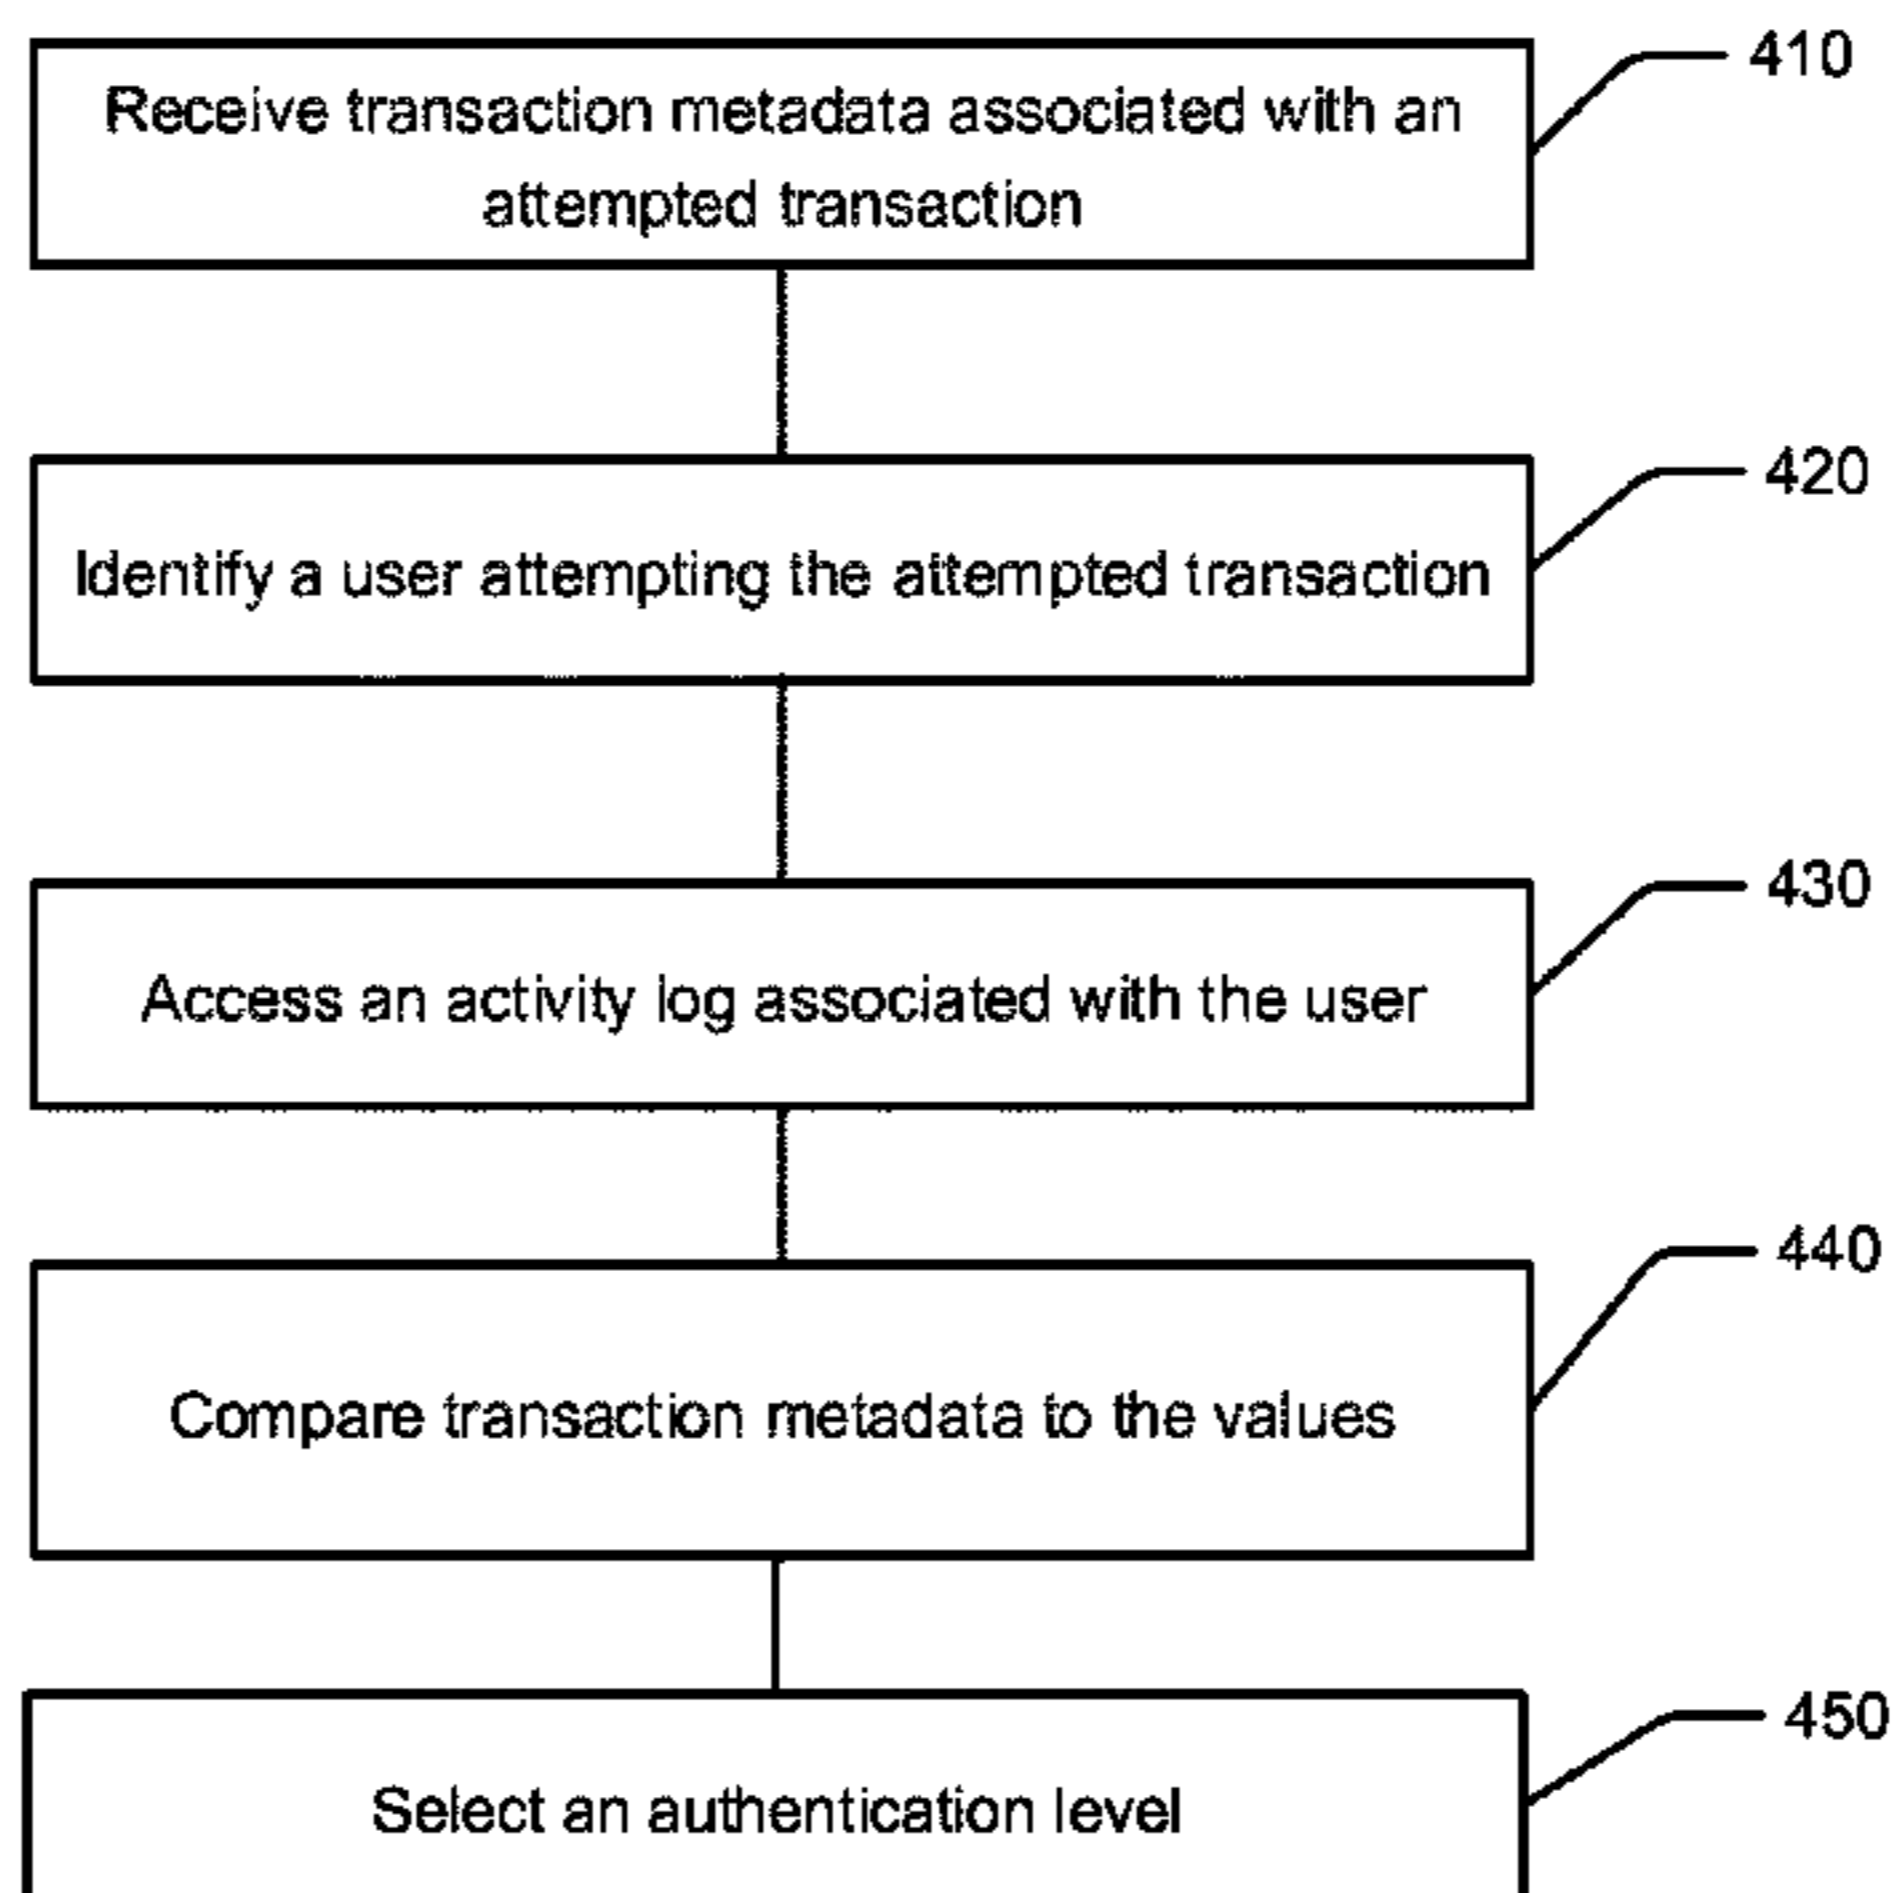 410
Receive transaction metadata associated with an
attempted transaction
420
Identify a user attempting the attempted transaction
430
Access an activity log associated with the user
440
Compare transaction metadata to the values
450
Select an authentication level